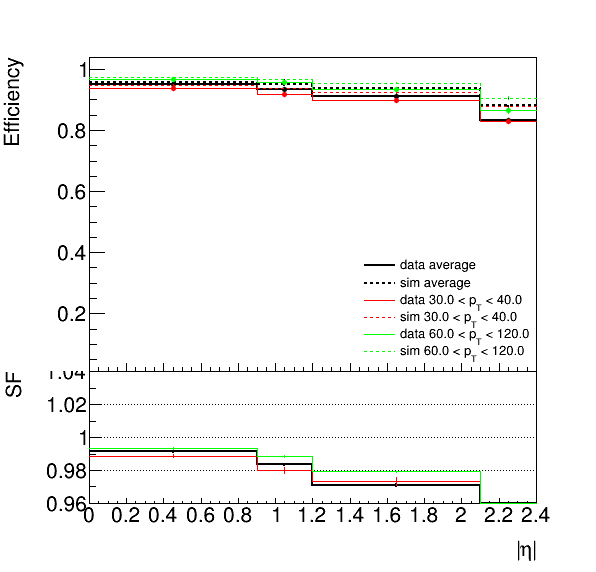 Efficiency
1
0.8
0.6
0.4
0.2
data average
sim average
data 30.0 < p_T < 40.0
sim 30.0 < p_T < 40.0
data 60.0 < p_T < 120.0
sim 60.0 < p_T < 120.0
SF
1.04
1.02
1
0.98
0.96
0 0.2 0.4 0.6 0.8 1 1.2 1.4 1.6 1.8 2 2.2 2.4
|η|